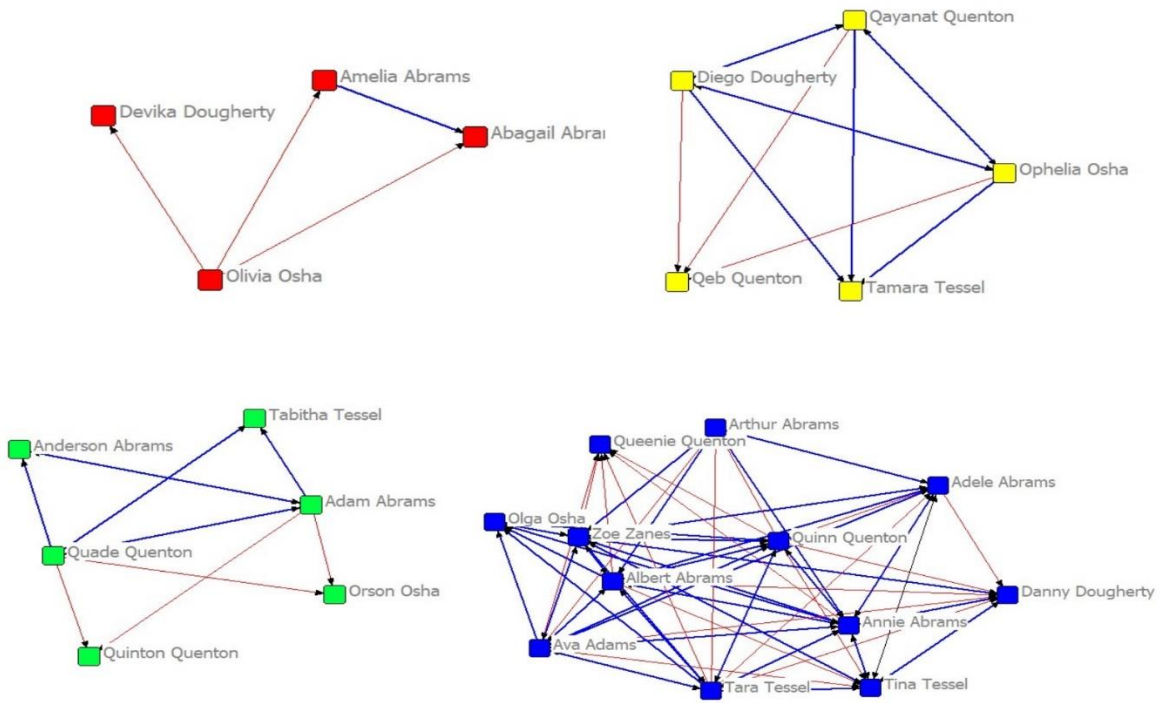 Amelia Abrams
Devika Dougherty
Abagail Abrai
Olivia Osha
Qayanat Quenton
Diego Dougherty
Ophelia Osha
Qeb Quenton
Tamara Tessel
Tabitha Tessel
Anderson Abrams
Adam Abrams
Quade Quenton
Orson Osha
Quinton Quenton
Arthur Abrams
Queenie Quenton
Adele Abrams
Olga Osha
Zoe Zanes
Quinn Quenton
Albert Abrams
Danny Dougherty
Annie Abrams
Ava Adams
Tara Tessel
Tina Tessel